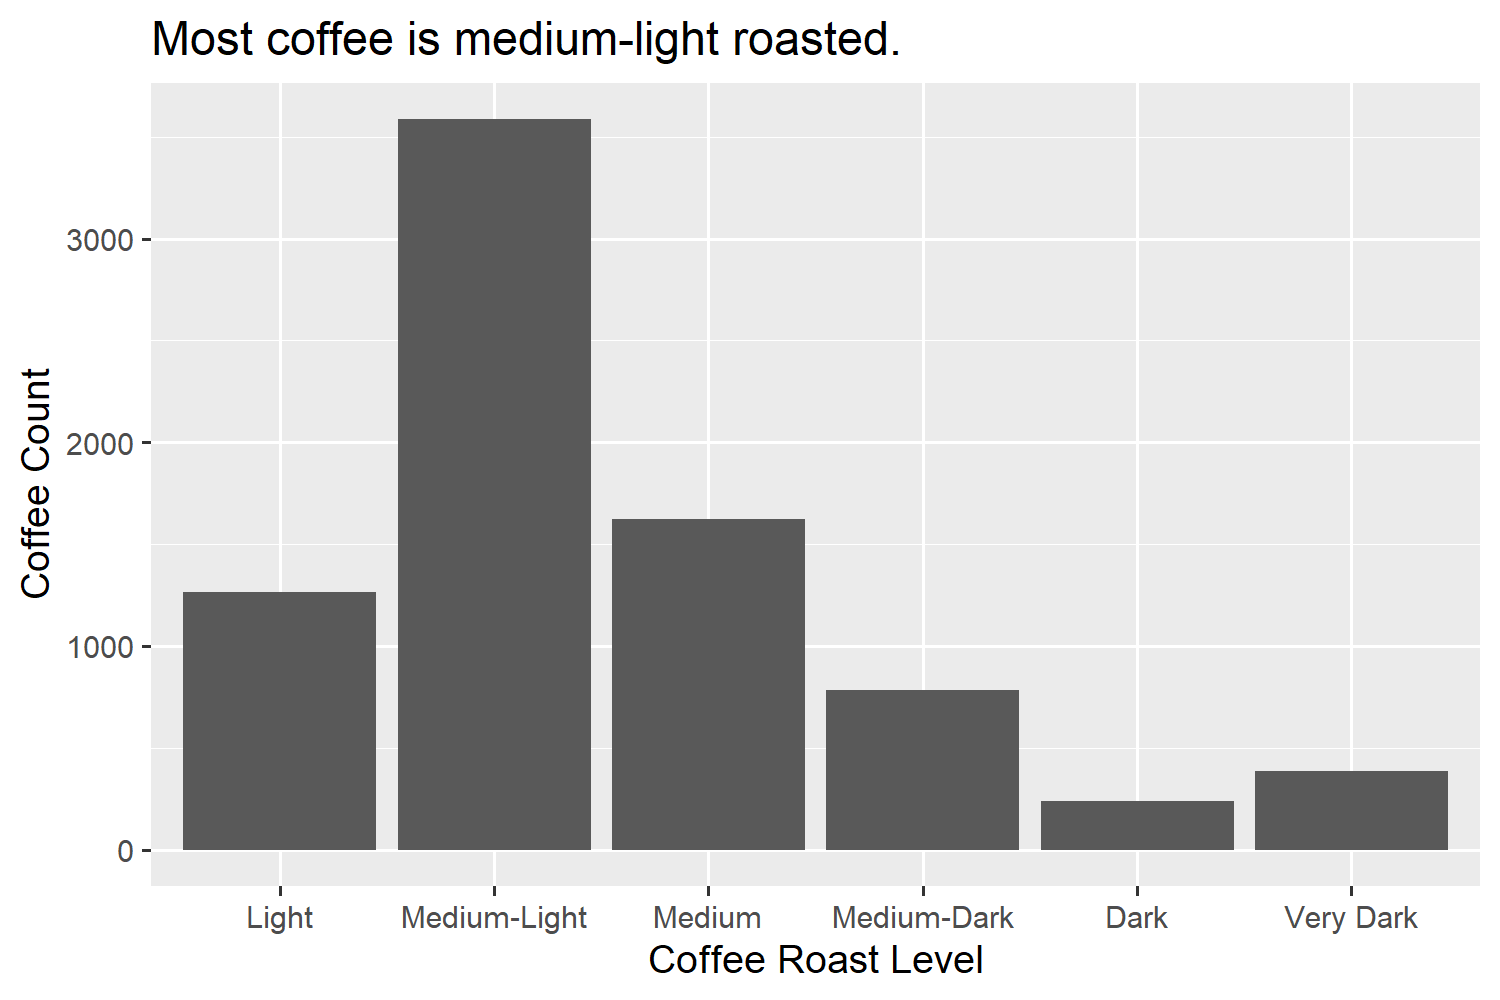 Most coffee is medium-light roasted.
Coffee Count
3000
2000
1000
0
Light Medium-Light Medium Medium-Dark Dark Very Dark
Coffee Roast Level